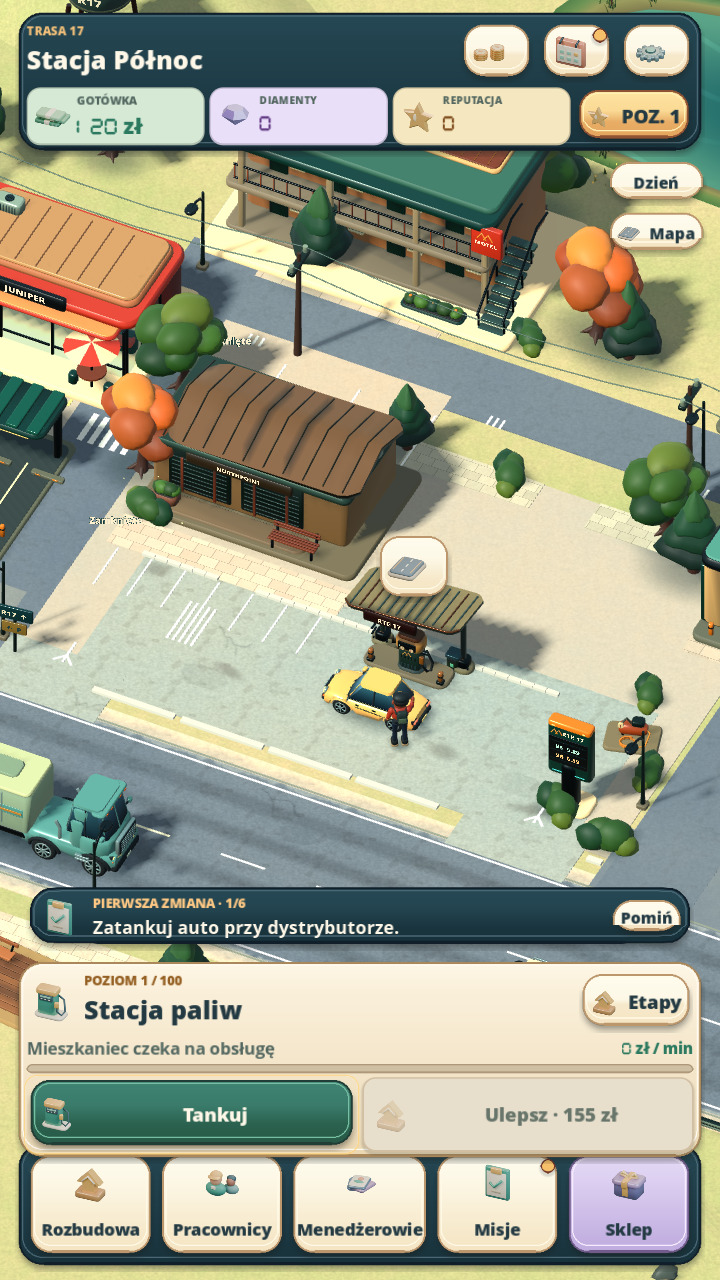 R17
TRASA 17
Stacja Północ
GOTÓWKA
120 zł
DIAMENTY
0
REPUTACJA
0
POZ. 1
Dzień
Mapa
MOTEL
JUNIPER
NORTHPOINT
R17 ↑
RTE 17
PIERWSZA ZMIANA · 1/6
Zatankuj auto przy dystrybutorze.
Pomiń
POZIOM 1 / 100
Stacja paliw
Etapy
Mieszkaniec czeka na obsługę
0 zł / min
Tankuj
Ulepsz · 155 zł
Rozbudowa
Pracownicy
Menedżerowie
Misje
Sklep